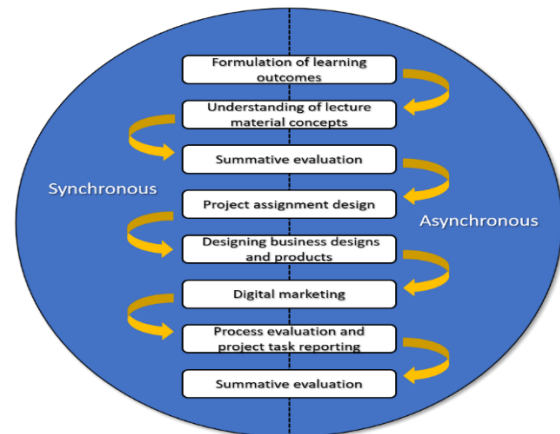 Formulation of learning
outcomes
Understanding of lecture
material concepts
Summative evaluation
Synchronous
Project assignment design
Asynchronous
Designing business designs
and products
Digital marketing
Process evaluation and
project task reporting
Summative evaluation